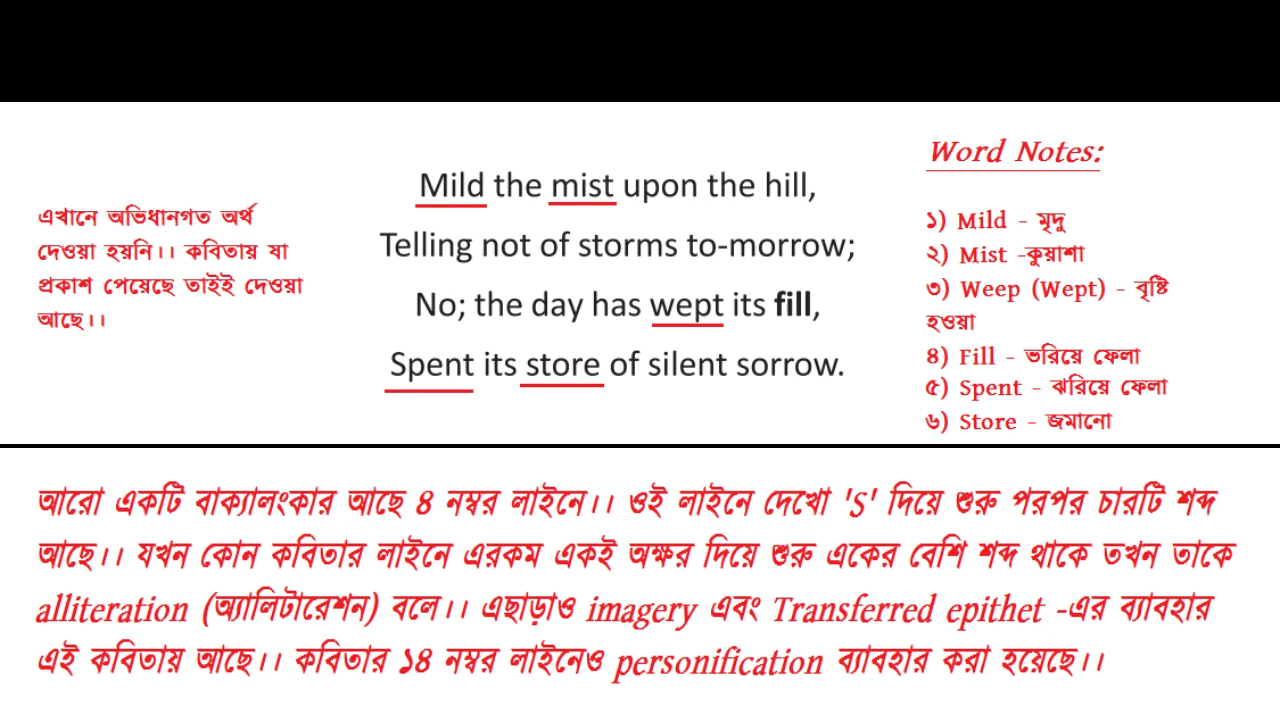 এখানে অভিধানগত অর্থ
দেওয়া হয়নি।। কবিতায় যা
প্রকাশ পেয়েছে তাইই দেওয়া
আছে।।
Mild the mist upon the hill,
Telling not of storms to-morrow;
No; the day has wept its fill,
Spent its store of silent sorrow.
Word Notes:
১) Mild - মৃদু
২) Mist -কুয়াশা
৩) Weep (Wept) - বৃষ্টি
হওয়া
৪) Fill - ভরিয়ে ফেলা
৫) Spent - ঝরিয়ে ফেলা
৬) Store - জমানো
আরো একটি বাক্যালংকার আছে ৪ নম্বর লাইনে।। ওই লাইনে দেখো 'S' দিয়ে শুরু পরপর চারটি শব্দ
আছে।। যখন কোন কবিতার লাইনে এরকম একই অক্ষর দিয়ে শুরু একের বেশি শব্দ থাকে তখন তাকে
alliteration (অ্যালিটারেশন) বলে।। এছাড়াও imagery এবং Transferred epithet -এর ব্যাবহার
এই কবিতায় আছে।। কবিতার ১৪ নম্বর লাইনেও personification ব্যাবহার করা হয়েছে।।